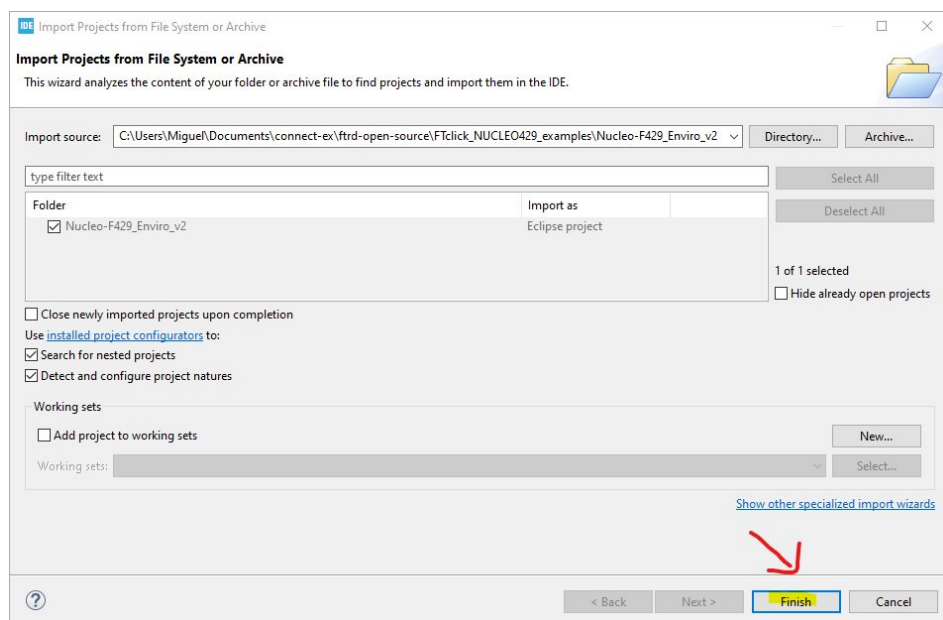 IDE Import Projects from File System or Archive
Import Projects from File System or Archive
This wizard analyzes the content of your folder or archive file to find projects and import them in the IDE.
Import source: C:\Users\Miguel\Documents\connect-ex\ftrd-open-source\FTclick_NUCLEO429_examples\Nucleo-F429_Enviro_v2 Directory... Archive...
type filter text Select All
Folder Import as Deselect All
Nucleo-F429_Enviro_v2 Eclipse project
1 of 1 selected
Hide already open projects
Close newly imported projects upon completion
Use installed project configurators to:
Search for nested projects
Detect and configure project natures
Working sets
Add project to working sets New...
Working sets: Select...
Show other specialized import wizards
? < Back Next > Finish Cancel